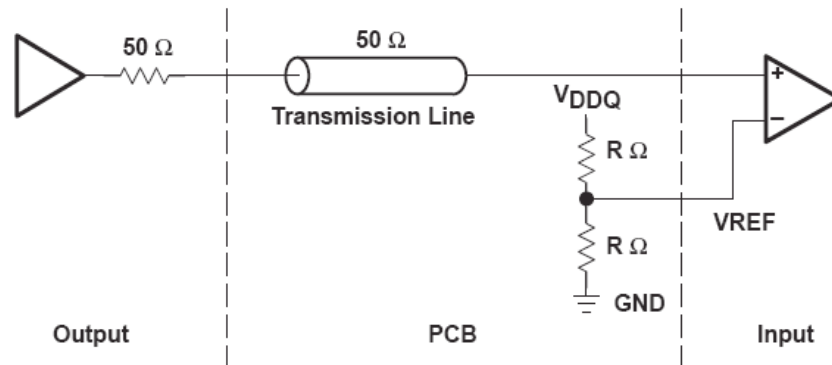 50 Ω
50 Ω
Transmission Line
+
VDDQ
−
R Ω
VREF
R Ω
GND
Output
PCB
Input